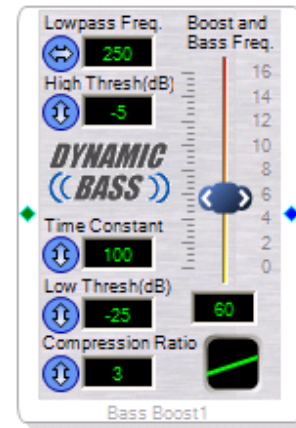 Lowpass Freq.
250
High Thresh(dB)
-5
DYNAMIC
((BASS))
Time Constant
100
Low Thresh(dB)
-25
Compression Ratio
3
Boost and
Bass Freq.
16
14
12
10
8
6
4
2
0
60
Bass Boost1